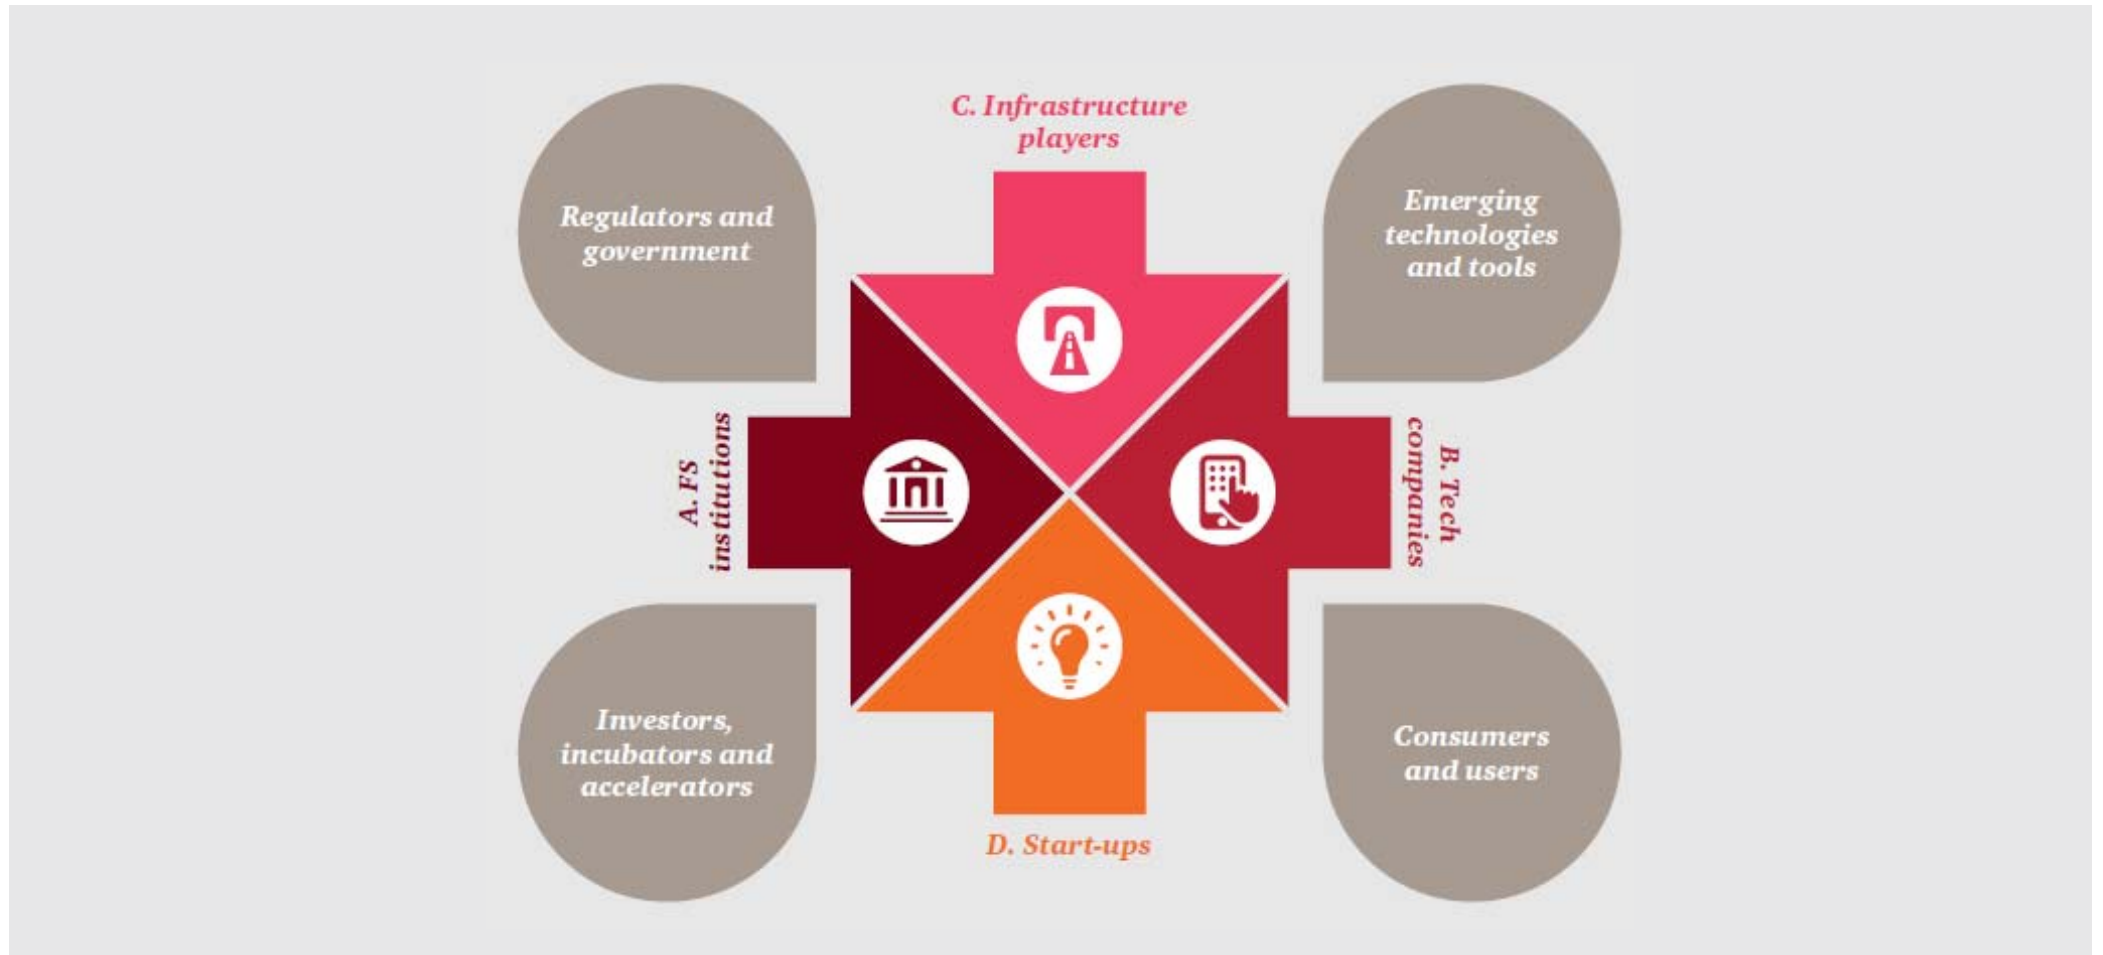 C. Infrastructure
players
Regulators and
government
Emerging
technologies
and tools
A. FS
institutions
B. Tech
companies
Investors,
incubators and
accelerators
Consumers
and users
D. Start-ups